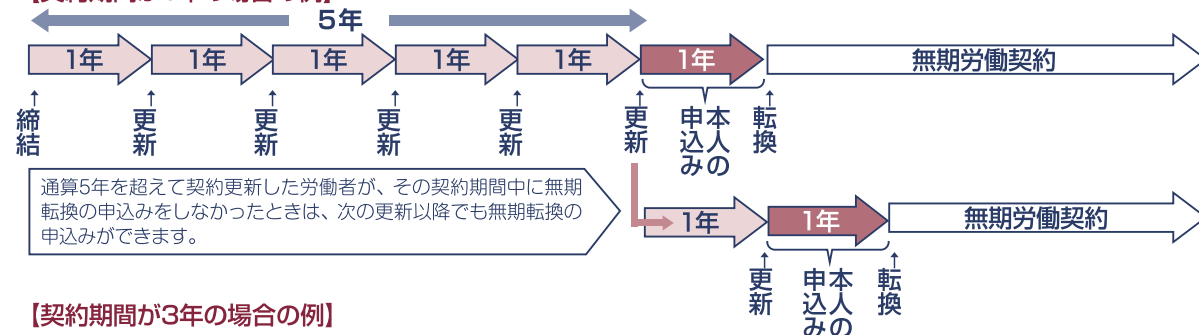 5年
1年 1年 1年 1年 1年 1年 無期労働契約
締結 更新 更新 更新 更新 更新 本人の申込み 転換
通算5年を超えて契約更新した労働者が、その契約期間中に無期
転換の申込みをしなかったときは、次の更新以降でも無期転換の
申込みができます。
1年 1年 無期労働契約
更新 本人の申込み 転換
【契約期間が3年の場合の例】